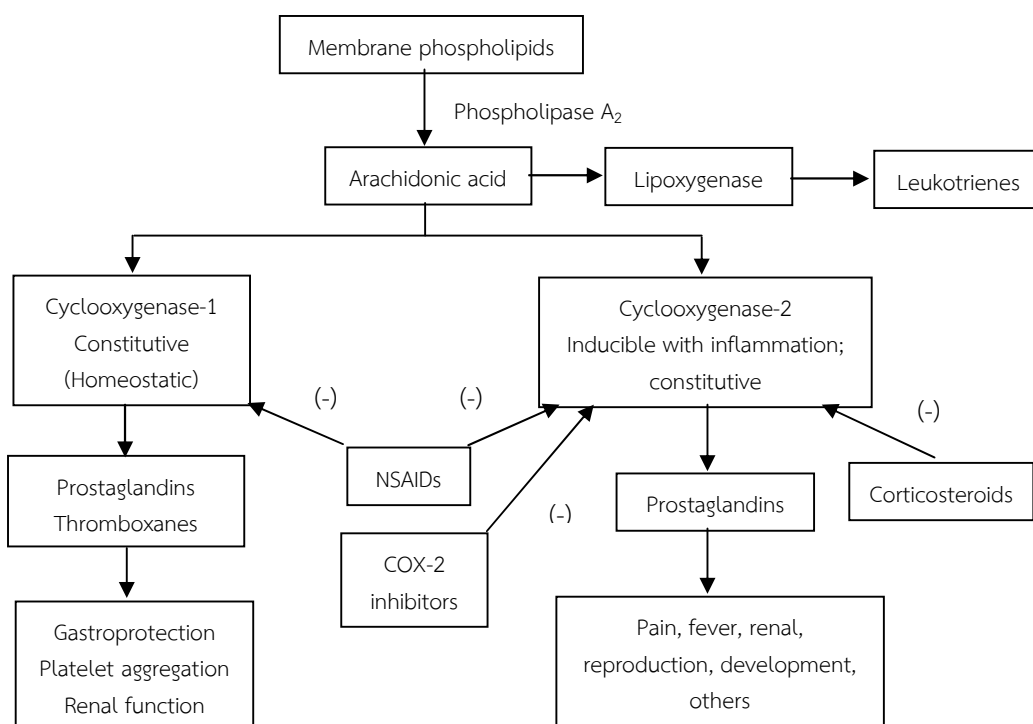 Membrane phospholipids
Phospholipase A₂
Arachidonic acid
Lipoxygenase
Leukotrienes
Cyclooxygenase-1
Constitutive
(Homeostatic)
Cyclooxygenase-2
Inducible with inflammation;
constitutive
(-)
(-)
(-)
NSAIDs
Prostaglandins
Thromboxanes
(-)
Prostaglandins
Corticosteroids
COX-2
inhibitors
Gastroprotection
Platelet aggregation
Renal function
Pain, fever, renal,
reproduction, development,
others